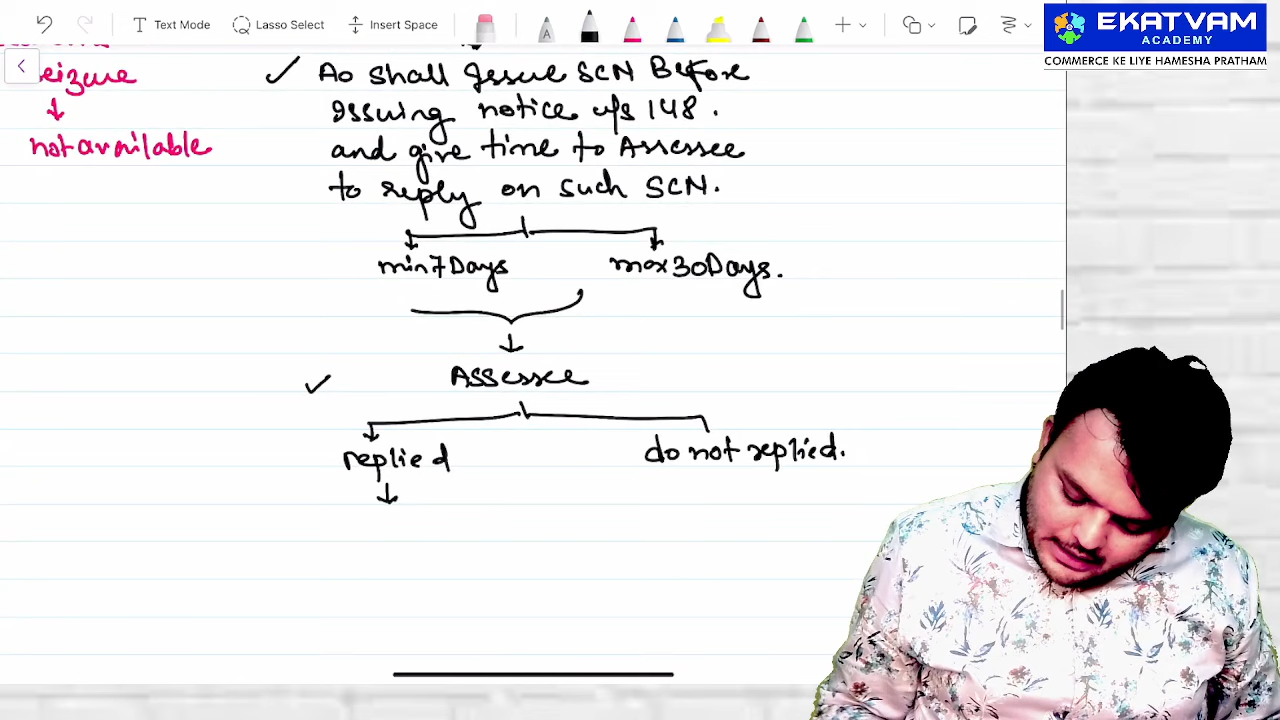 Text Mode
Lasso Select
Insert Space
EKATVAM
ACADEMY
COMMERCE KE LIYE HAMESHA PRATHAM
seizure
not available
Ao shall Issue SCN Before
Issuing notice u/s 148.
and give time to Assessee
to reply on such SCN.
min 7 Days
max 30 Days.
Assessee
replied
do not replied.